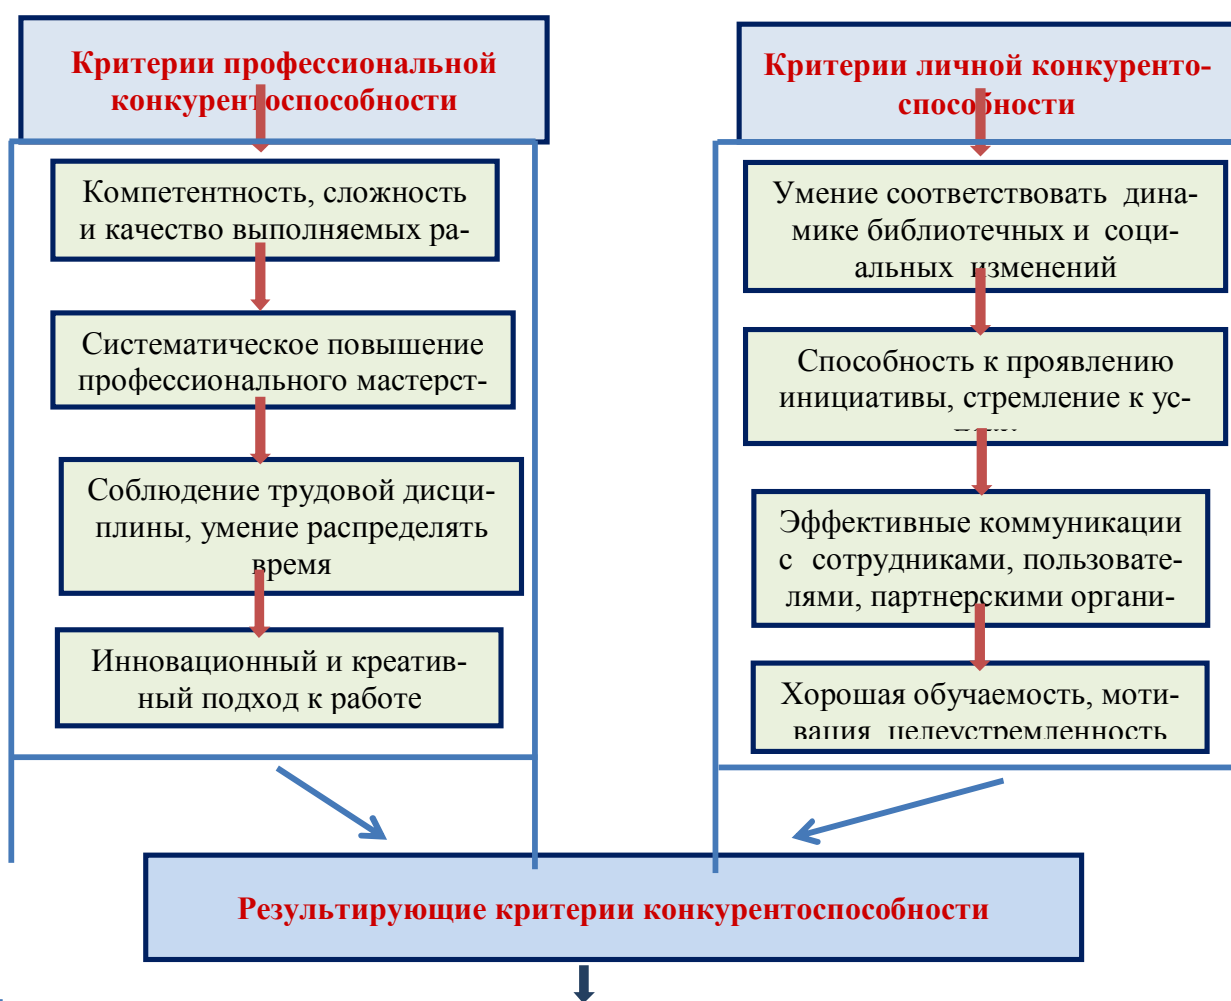 Критерии профессиональной
конкурентоспособности
Компетентность, сложность
и качество выполняемых ра-
Систематическое повышение
профессионального мастерст-
Соблюдение трудовой дисци-
плины, умение распределять
время
Инновационный и креатив-
ный подход к работе
Критерии личной конкуренто-
способности
Умение соответствовать дина-
мике библиотечных и соци-
альных изменений
Способность к проявлению
инициативы, стремление к ус-
Эффективные коммуникации
с сотрудниками, пользовате-
лями, партнерскими органи-
Хорошая обучаемость, моти-
вация целеустремленность
Результирующие критерии конкурентоспособности